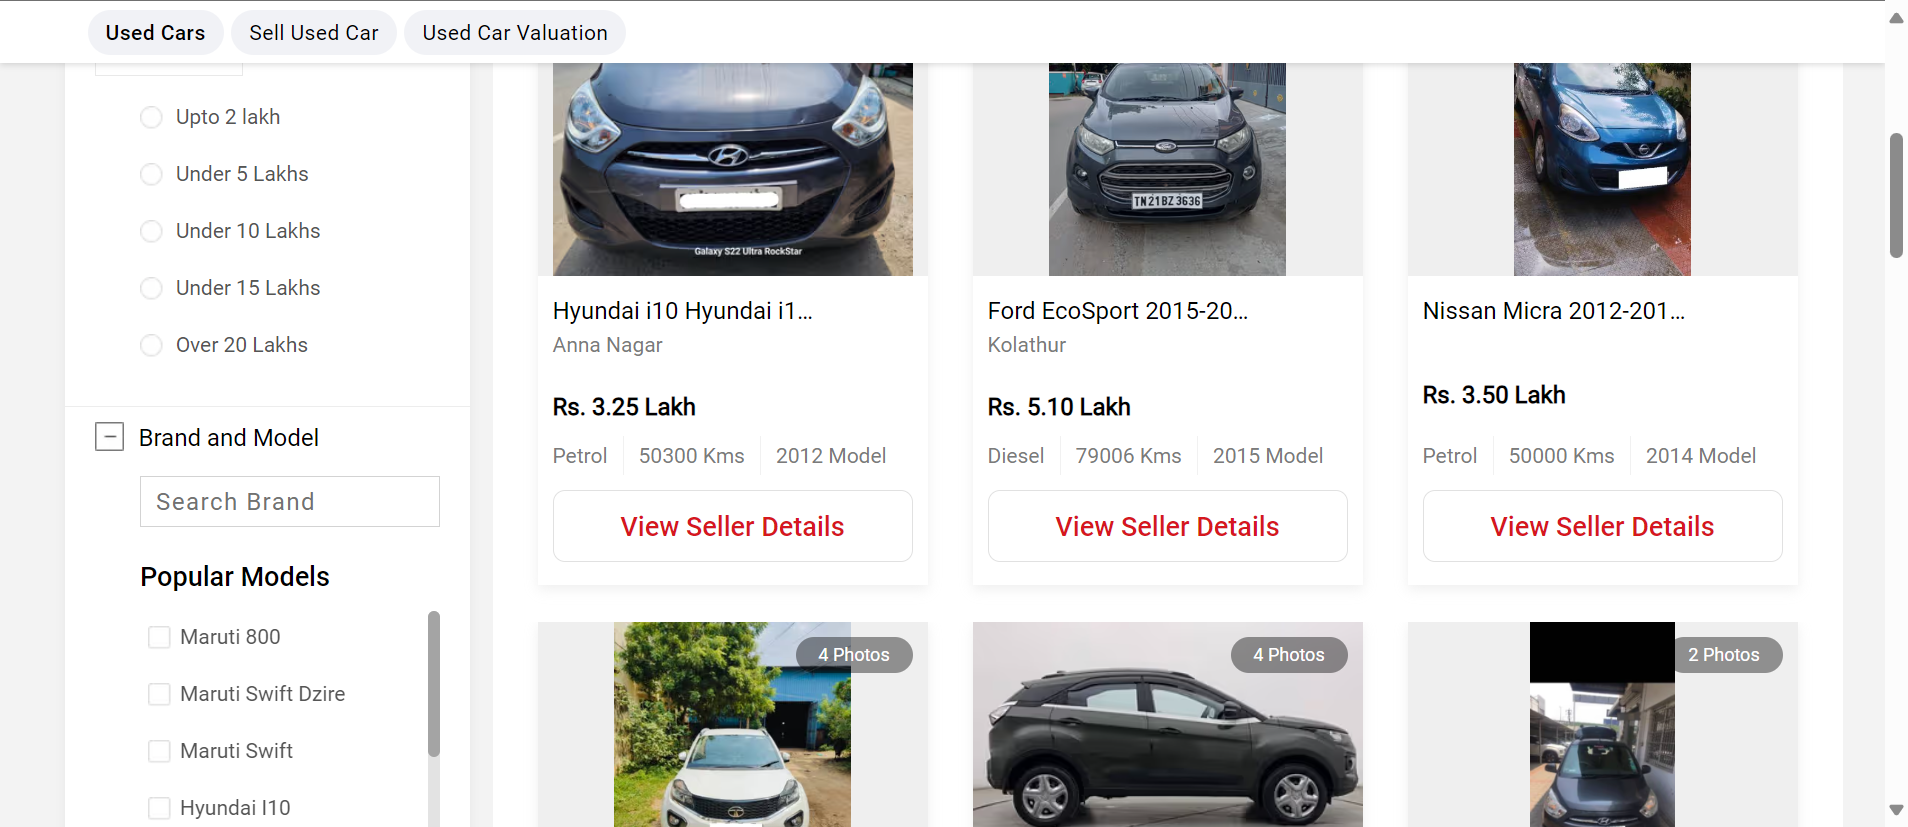 Used Cars
Sell Used Car
Used Car Valuation
Upto 2 lakh
Under 5 Lakhs
Under 10 Lakhs
Under 15 Lakhs
Over 20 Lakhs
Brand and Model
Search Brand
Popular Models
Maruti 800
Maruti Swift Dzire
Maruti Swift
Hyundai I10
Galaxy S22 Ultra RockStar
Hyundai i10 Hyundai i1...
Anna Nagar
Rs. 3.25 Lakh
Petrol 50300 Kms 2012 Model
View Seller Details
TN21BZ3636
Ford EcoSport 2015-20...
Kolathur
Rs. 5.10 Lakh
Diesel 79006 Kms 2015 Model
View Seller Details
Nissan Micra 2012-201...
Rs. 3.50 Lakh
Petrol 50000 Kms 2014 Model
View Seller Details
4 Photos
4 Photos
2 Photos